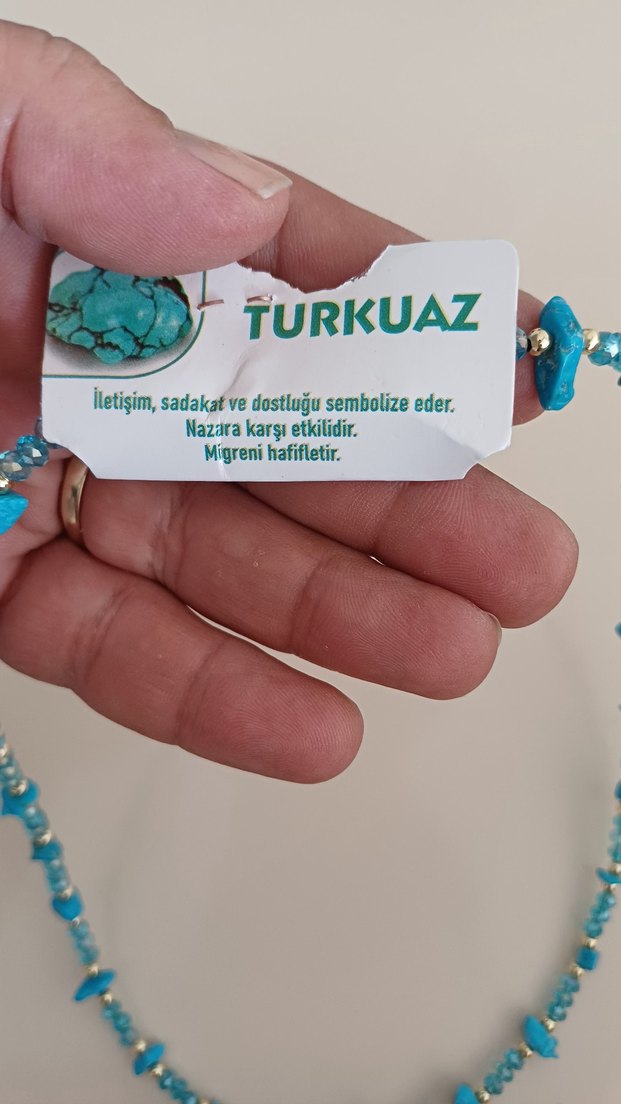 TURKUAZ
İletişim, sadakat ve dostluğu sembolize eder.
Nazara karşı etkilidir.
Migreni hafifletir.